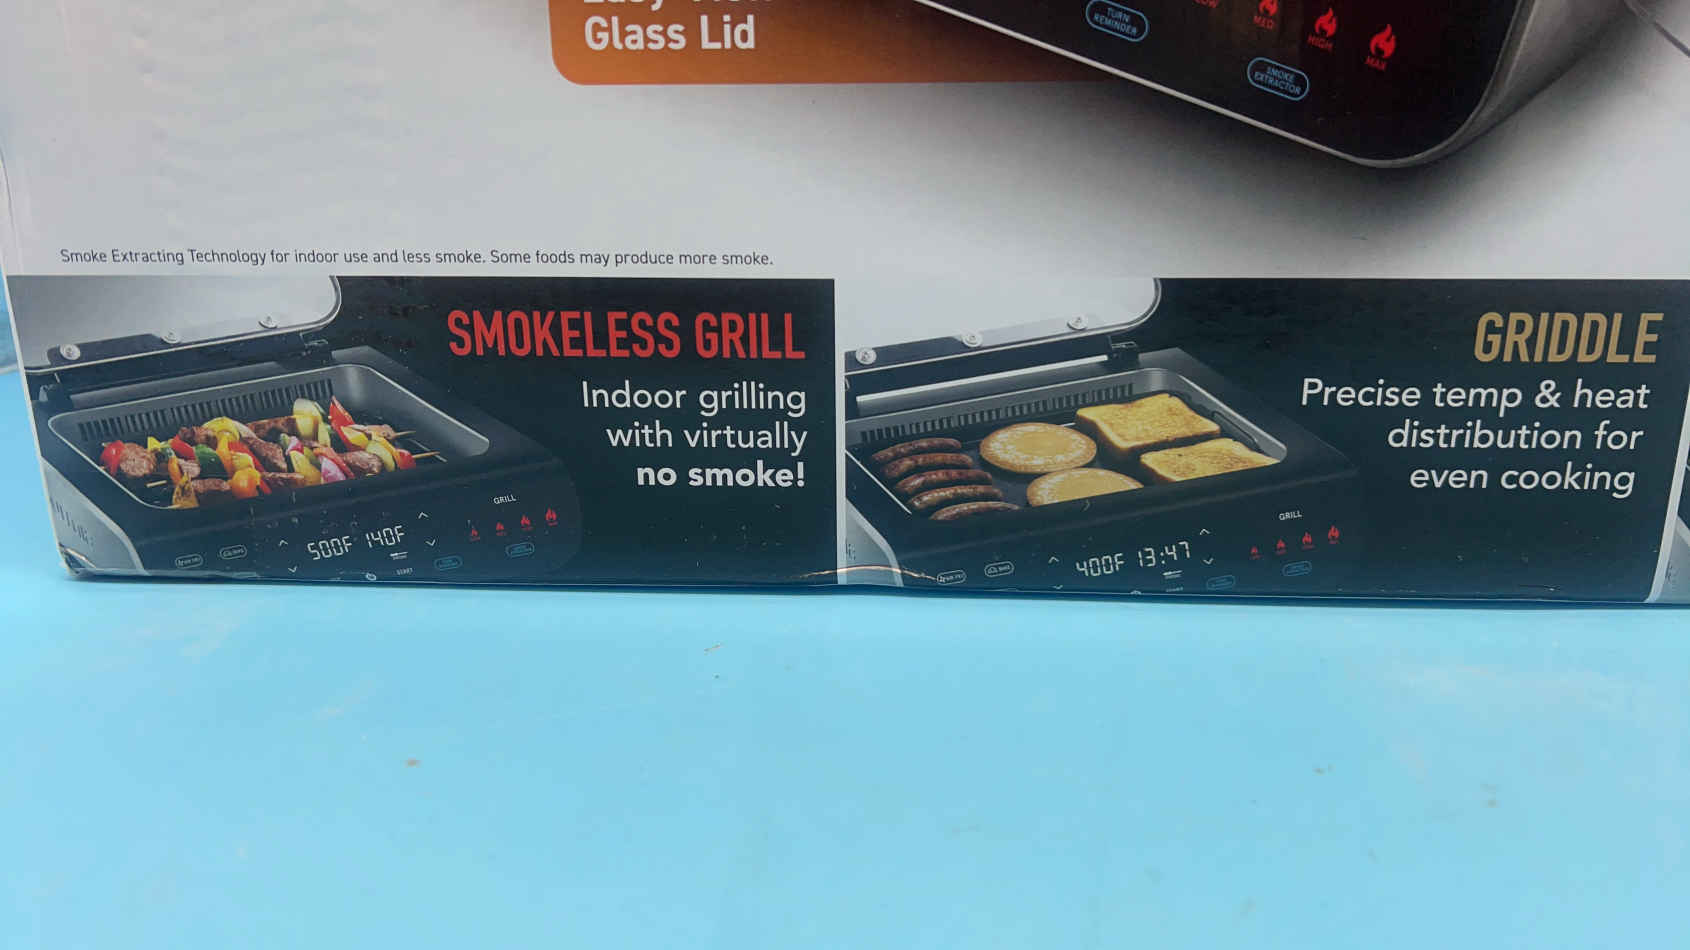 Glass Lid
TURN
REMINDER
MED
HIGH
MAX
SMOKE
EXTRACTOR
Smoke Extracting Technology for indoor use and less smoke. Some foods may produce more smoke.
SMOKELESS GRILL
Indoor grilling
with virtually
no smoke!
GRILL
500F 140F
START
GRIDDLE
Precise temp & heat
distribution for
even cooking
GRILL
400F 13:47